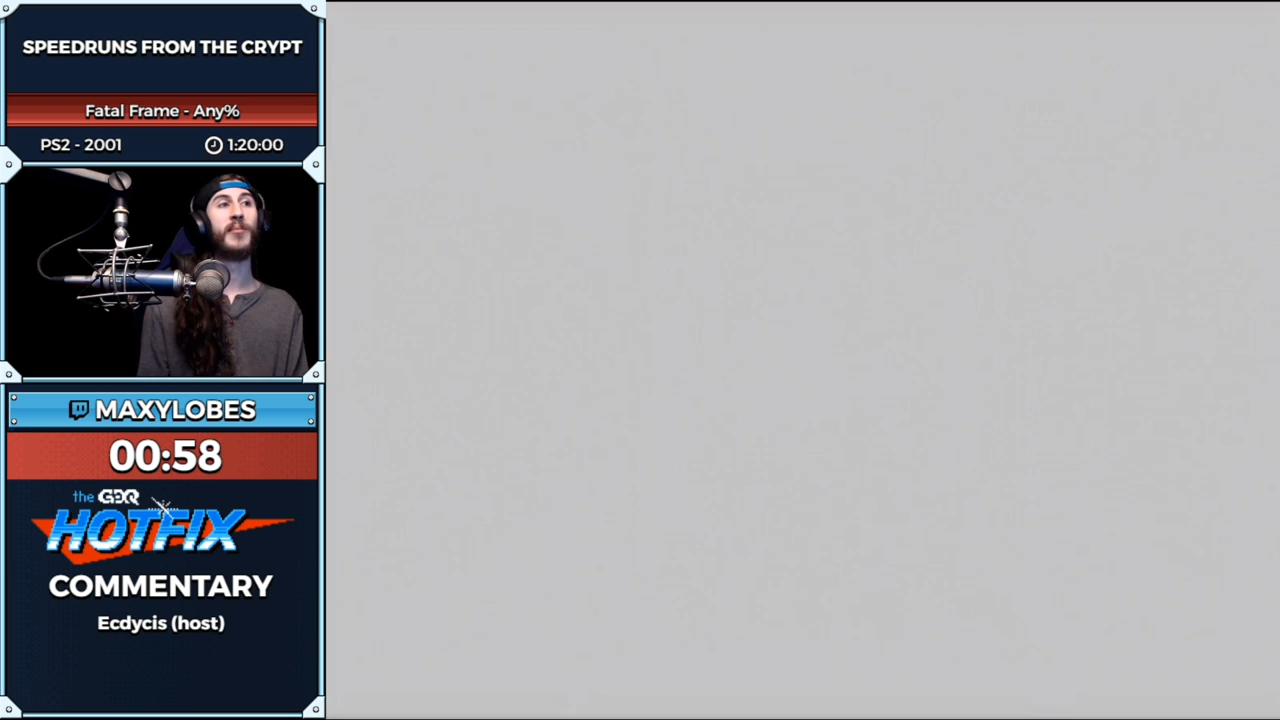 SPEEDRUNS FROM THE CRYPT
Fatal Frame - Any%
PS2 - 2001 1:20:00
MAXYLOBES
00:58
the GDQ
HOTFIX
COMMENTARY
Ecdycis (host)